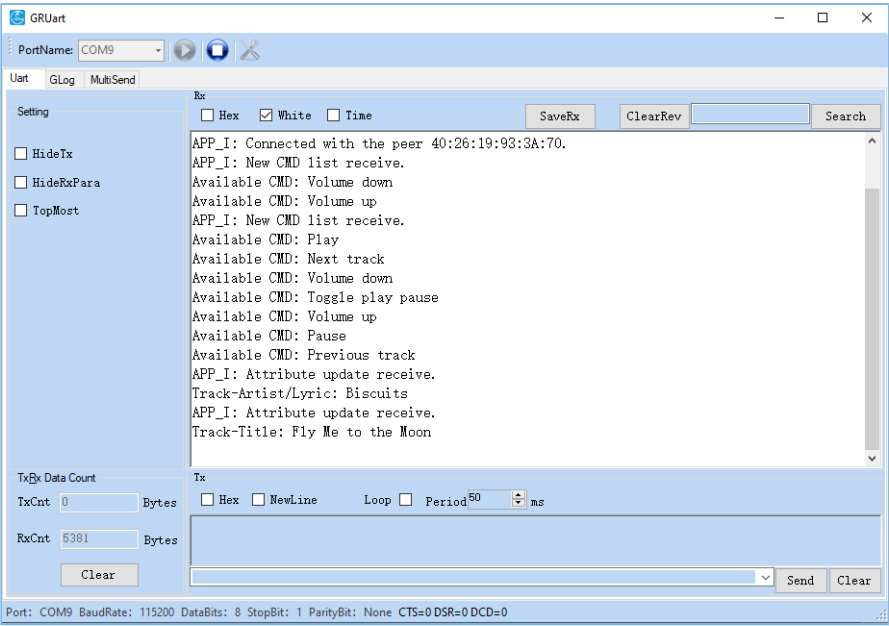 GRUart
PortName: COM9
Uart GLog MultiSend
Setting
HideTx
HideRxPara
TopMost
Rx
Hex White Time SaveRx ClearRev Search
APP_I: Connected with the peer 40:26:19:93:3A:70.
APP_I: New CMD list receive.
Available CMD: Volume down
Available CMD: Volume up
APP_I: New CMD list receive.
Available CMD: Play
Available CMD: Next track
Available CMD: Volume down
Available CMD: Toggle play pause
Available CMD: Volume up
Available CMD: Pause
Available CMD: Previous track
APP_I: Attribute update receive.
Track-Artist/Lyric: Biscuits
APP_I: Attribute update receive.
Track-Title: Fly Me to the Moon
TxRx Data Count
TxCnt 0 Bytes
RxCnt 5381 Bytes
Clear
Tx
Hex NewLine Loop Period 50 ms
Send Clear
Port: COM9 BaudRate: 115200 DataBits: 8 StopBit: 1 ParityBit: None CTS=0 DSR=0 DCD=0